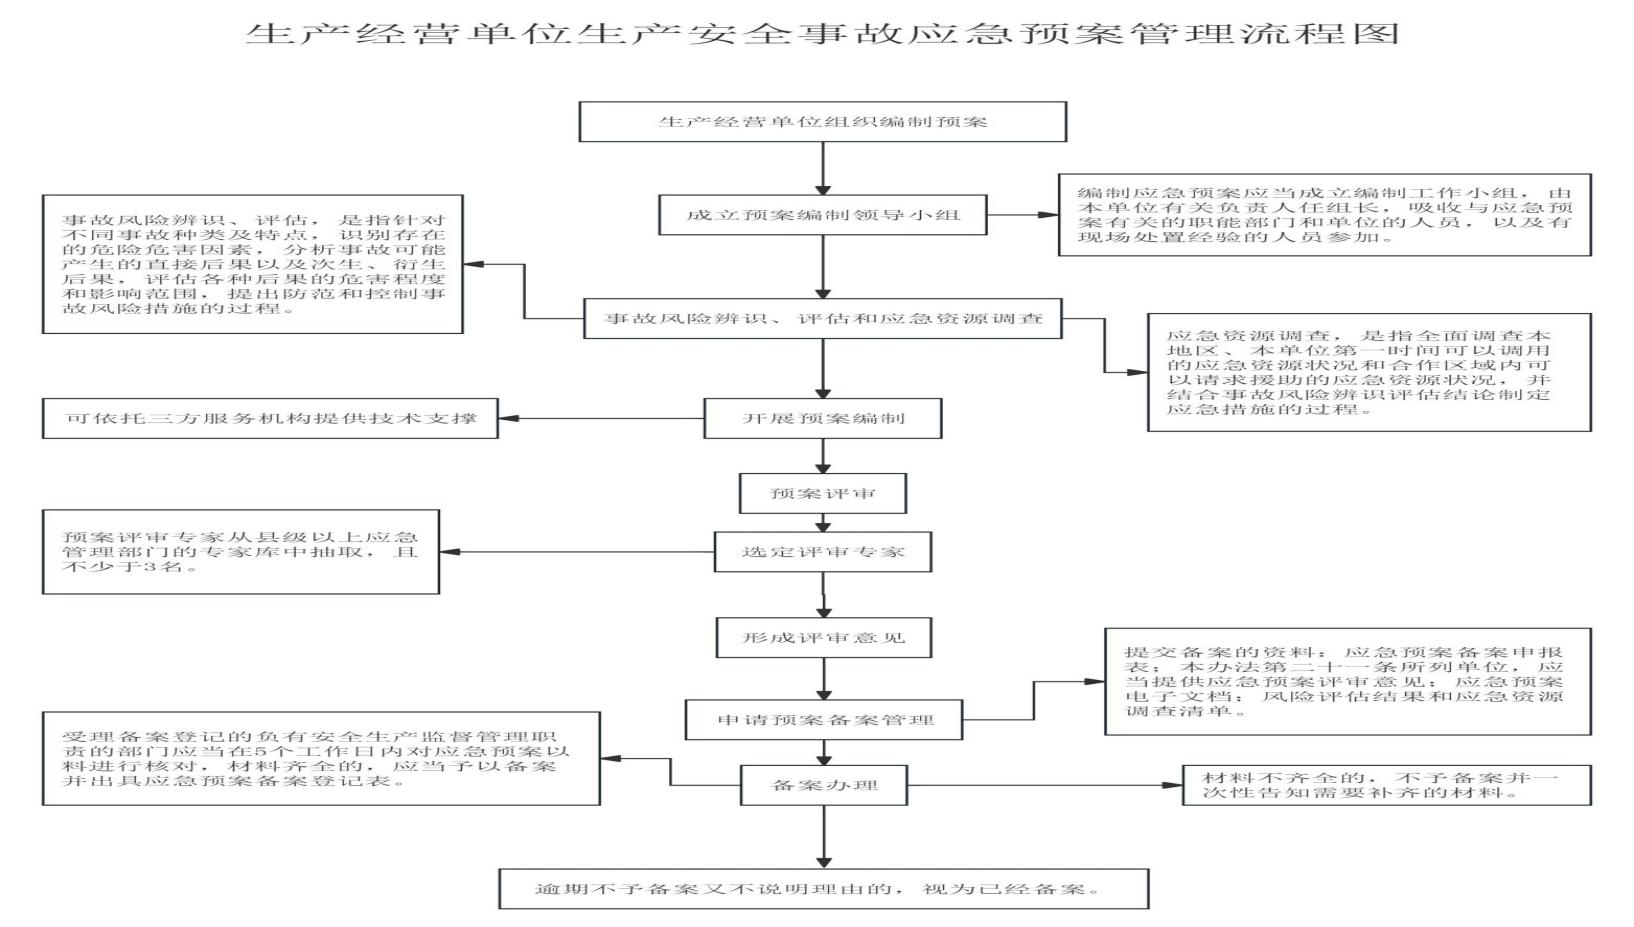 生产经营单位生产安全事故应急预案管理流程图
生产经营单位组织编制预案
成立预案编制领导小组
编制应急预案应当成立编制工作小组，由
本单位有关负责人任组长，吸收与应急预
案有关的职能部门和单位的人员，以及有
现场处置经验的人员参加。
事故风险辨识、评估，是指针对
不同事故种类及特点，识别存在
的危险危害因素，分析事故可能
产生的直接后果以及次生、衍生
后果，评估各种后果的危害程度
和影响范围，提出防范和控制事
故风险措施的过程。
事故风险辨识、评估和应急资源调查
应急资源调查，是指全面调查本
地区、本单位第一时间可以调用
的应急资源状况和合作区域内可
以请求援助的应急资源状况，并
结合事故风险辨识评估结论制定
应急措施的过程。
可依托三方服务机构提供技术支撑
开展预案编制
预案评审
预案评审专家从县级以上应急
管理部门的专家库中抽取，且
不少于3名。
选定评审专家
形成评审意见
提交备案的资料：应急预案备案申报
表；本办法第二十一条所列单位，应
当提供应急预案评审意见；应急预案
电子文档；风险评估结果和应急资源
调查清单。
申请预案备案管理
受理备案登记的负有安全生产监督管理职
责的部门应当在5个工作日内对应急预案以
料进行核对，材料齐全的，应当予以备案
并出具应急预案备案登记表。
备案办理
材料不齐全的，不予备案并一
次性告知需要补齐的材料。
逾期不予备案又不说明理由的，视为已经备案。